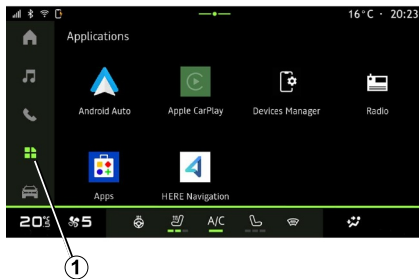 16°C · 20:23
Applications
Android Auto
Apple CarPlay
Devices Manager
Radio
Apps
HERE Navigation
20.5 5 A/C
1